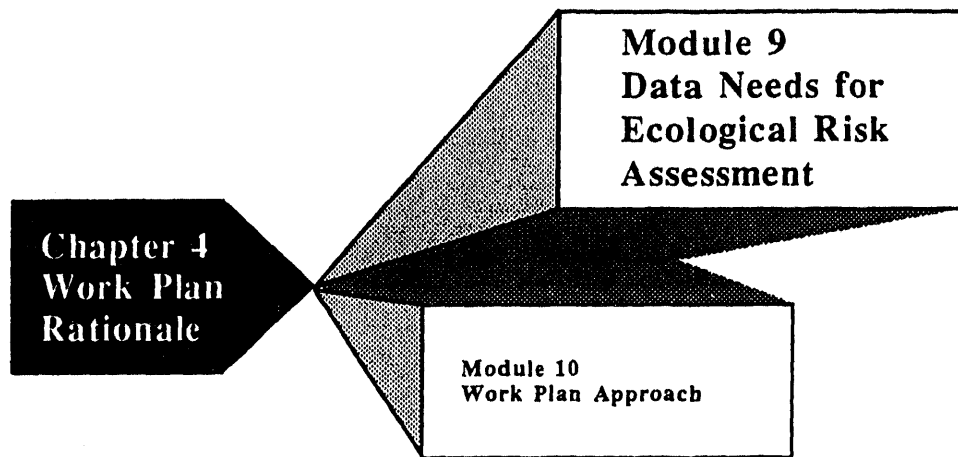 Module 9
Data Needs for
Ecological Risk
Assessment
Chapter 4
Work Plan
Rationale
Module 10
Work Plan Approach